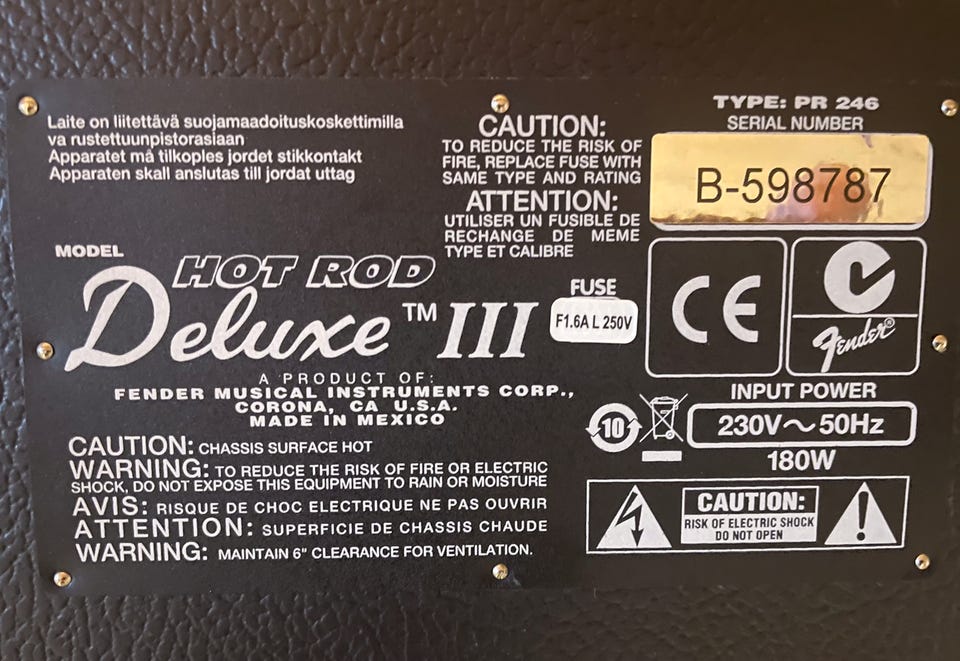 Laite on liitettävä suojamaadoituskoskettimilla
va rustettuunpistorasiaan
Apparatet må tilkoples jordet stikkontakt
Apparaten skall anslutas till jordat uttag
CAUTION:
TO REDUCE THE RISK OF
FIRE, REPLACE FUSE WITH
SAME TYPE AND RATING
ATTENTION:
UTILISER UN FUSIBLE DE
RECHANGE DE MEME
TYPE ET CALIBRE
TYPE: PR 246
SERIAL NUMBER
B-598787
MODEL
HOT ROD
Deluxe™ III
FUSE
F1.6A L 250V
CE
Fender®
A PRODUCT OF:
FENDER MUSICAL INSTRUMENTS CORP.,
CORONA, CA U.S.A.
MADE IN MEXICO
INPUT POWER
10
230V～50Hz
180W
CAUTION: CHASSIS SURFACE HOT
WARNING: TO REDUCE THE RISK OF FIRE OR ELECTRIC
SHOCK, DO NOT EXPOSE THIS EQUIPMENT TO RAIN OR MOISTURE
AVIS: RISQUE DE CHOC ELECTRIQUE NE PAS OUVRIR
ATTENTION: SUPERFICIE DE CHASSIS CHAUDE
WARNING: MAINTAIN 6" CLEARANCE FOR VENTILATION.
CAUTION:
RISK OF ELECTRIC SHOCK
DO NOT OPEN